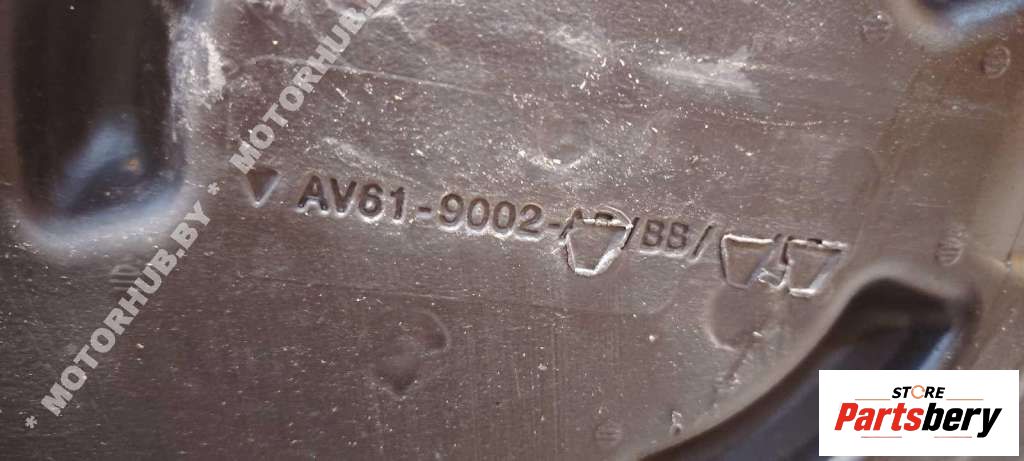 * MOTORHUB.BY * MOTORHUB.BY
AV61-9002- /BB/
STORE
Partsbery